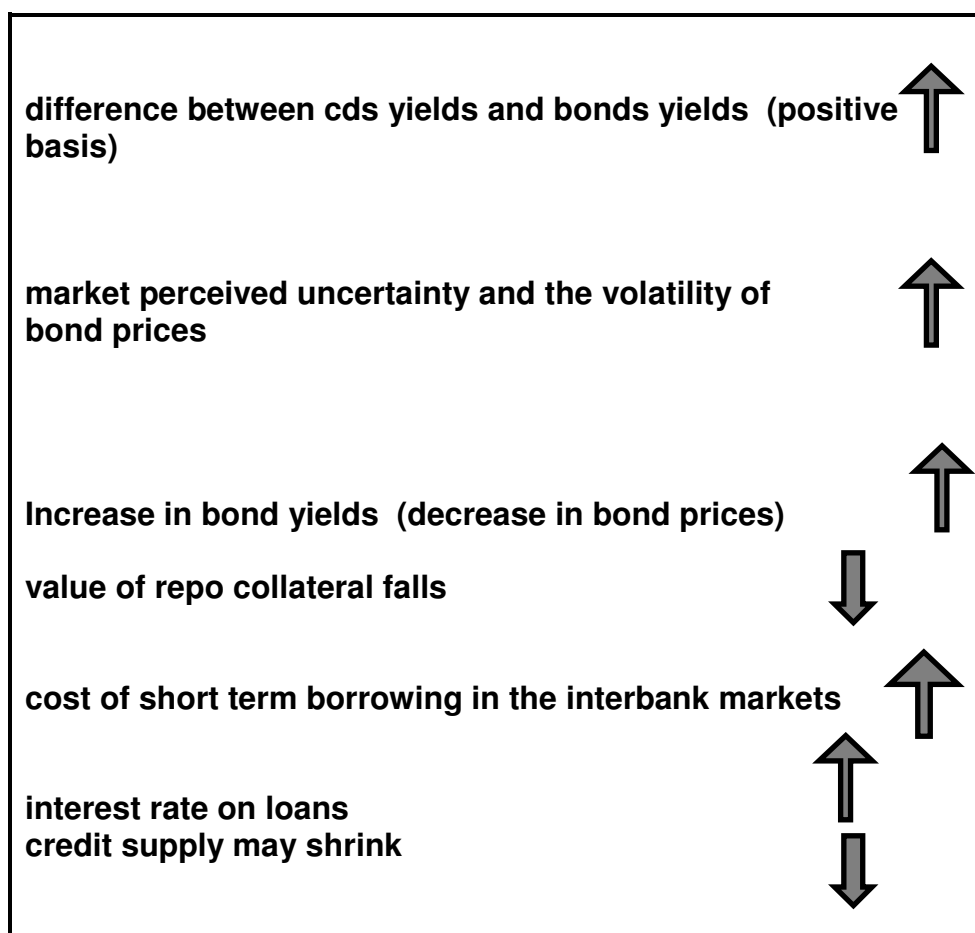 difference between cds yields and bonds yields (positive
basis)
market perceived uncertainty and the volatility of
bond prices
Increase in bond yields (decrease in bond prices)
value of repo collateral falls
cost of short term borrowing in the interbank markets
interest rate on loans
credit supply may shrink